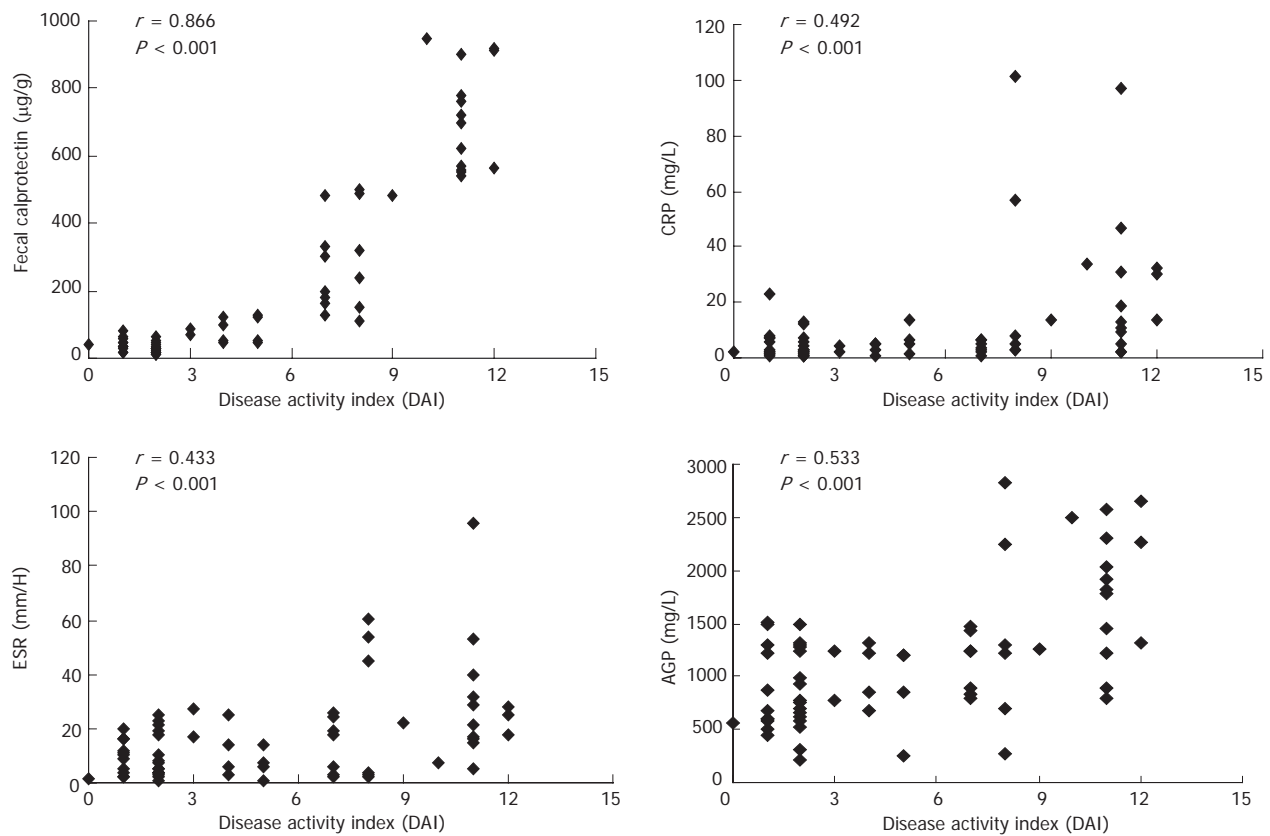 r = 0.866
P < 0.001
Fecal calprotectin (μg/g)
1000
800
600
400
200
0
0 3 6 9 12 15
Disease activity index (DAI)
r = 0.492
P < 0.001
CRP (mg/L)
120
100
80
60
40
20
0
0 3 6 9 12 15
Disease activity index (DAI)
r = 0.433
P < 0.001
ESR (mm/H)
120
100
80
60
40
20
0
0 3 6 9 12 15
Disease activity index (DAI)
r = 0.533
P < 0.001
AGP (mg/L)
3000
2500
2000
1500
1000
500
0
0 3 6 9 12 15
Disease activity index (DAI)